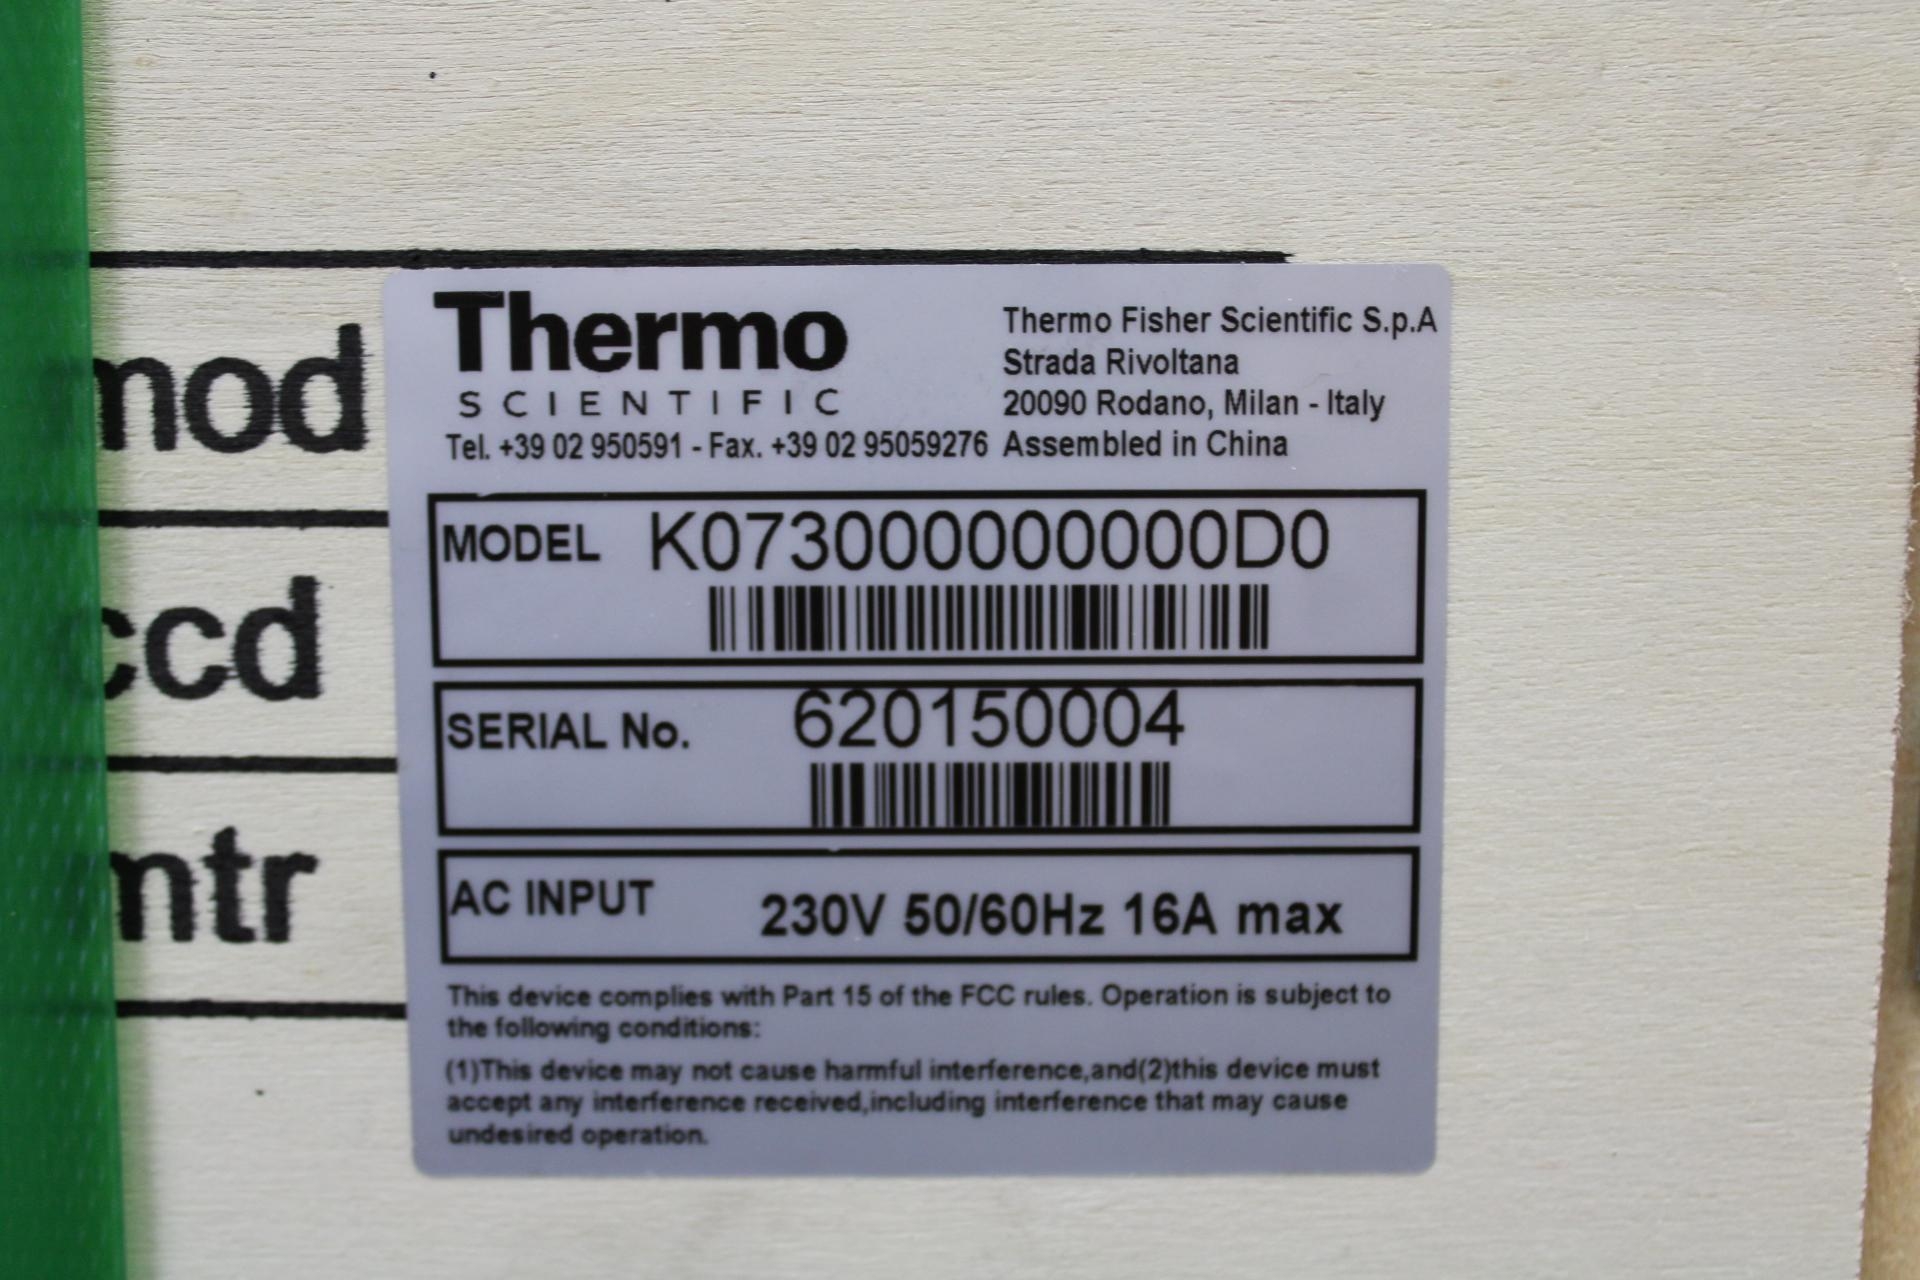 Thermo
SCIENTIFIC
Tel. +39 02 950591 - Fax. +39 02 95059276
Thermo Fisher Scientific S.p.A
Strada Rivoltana
20090 Rodano, Milan - Italy
Assembled in China
mod
MODEL K073000000000D0
ccd
SERIAL No. 620150004
mtr
AC INPUT 230V 50/60Hz 16A max
This device complies with Part 15 of the FCC rules. Operation is subject to
the following conditions:
(1)This device may not cause harmful interference,and(2)this device must
accept any interference received,including interference that may cause
undesired operation.